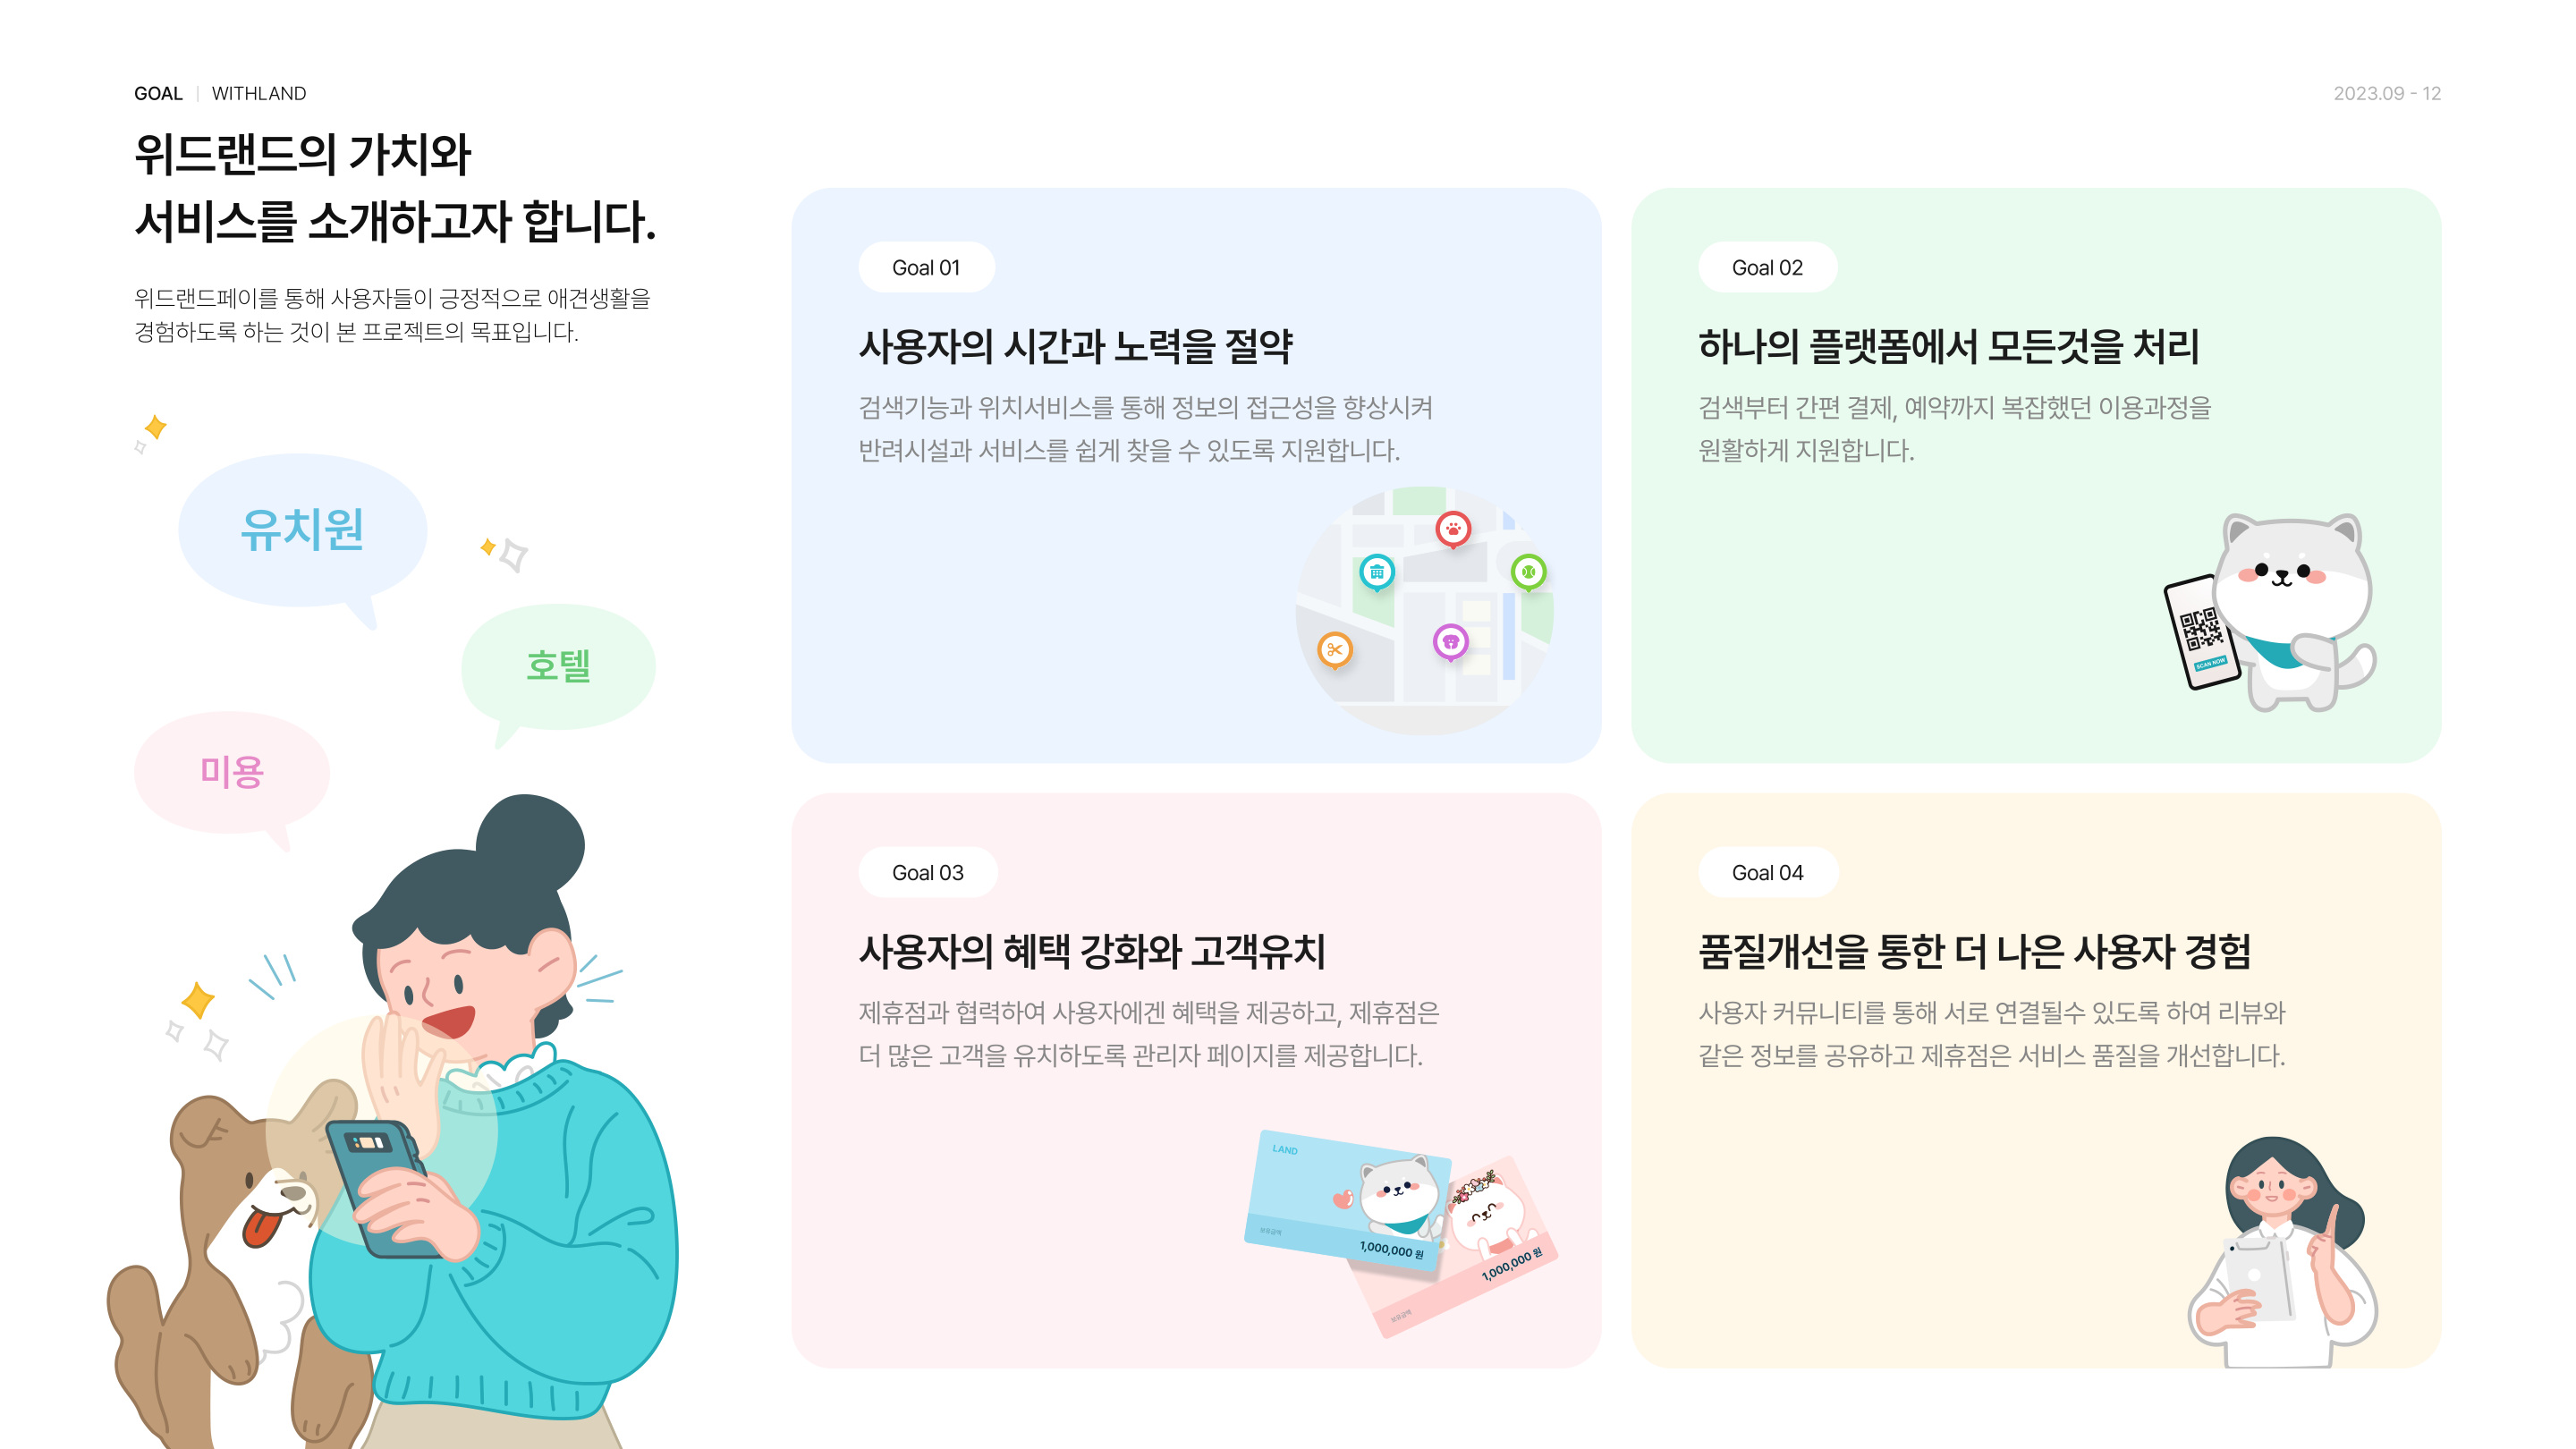 GOAL | WITHLAND
2023.09 - 12
위드랜드의 가치와
서비스를 소개하고자 합니다.
위드랜드페이를 통해 사용자들이 긍정적으로 애견생활을
경험하도록 하는 것이 본 프로젝트의 목표입니다.
유치원
호텔
미용
Goal 01
사용자의 시간과 노력을 절약
검색기능과 위치서비스를 통해 정보의 접근성을 향상시켜
반려시설과 서비스를 쉽게 찾을 수 있도록 지원합니다.
Goal 02
하나의 플랫폼에서 모든것을 처리
검색부터 간편 결제, 예약까지 복잡했던 이용과정을
원활하게 지원합니다.
SCAN NOW
Goal 03
사용자의 혜택 강화와 고객유치
제휴점과 협력하여 사용자에겐 혜택을 제공하고, 제휴점은
더 많은 고객을 유치하도록 관리자 페이지를 제공합니다.
LAND
보유금액
1,000,000 원
보유금액
1,000,000 원
Goal 04
품질개선을 통한 더 나은 사용자 경험
사용자 커뮤니티를 통해 서로 연결될수 있도록 하여 리뷰와
같은 정보를 공유하고 제휴점은 서비스 품질을 개선합니다.